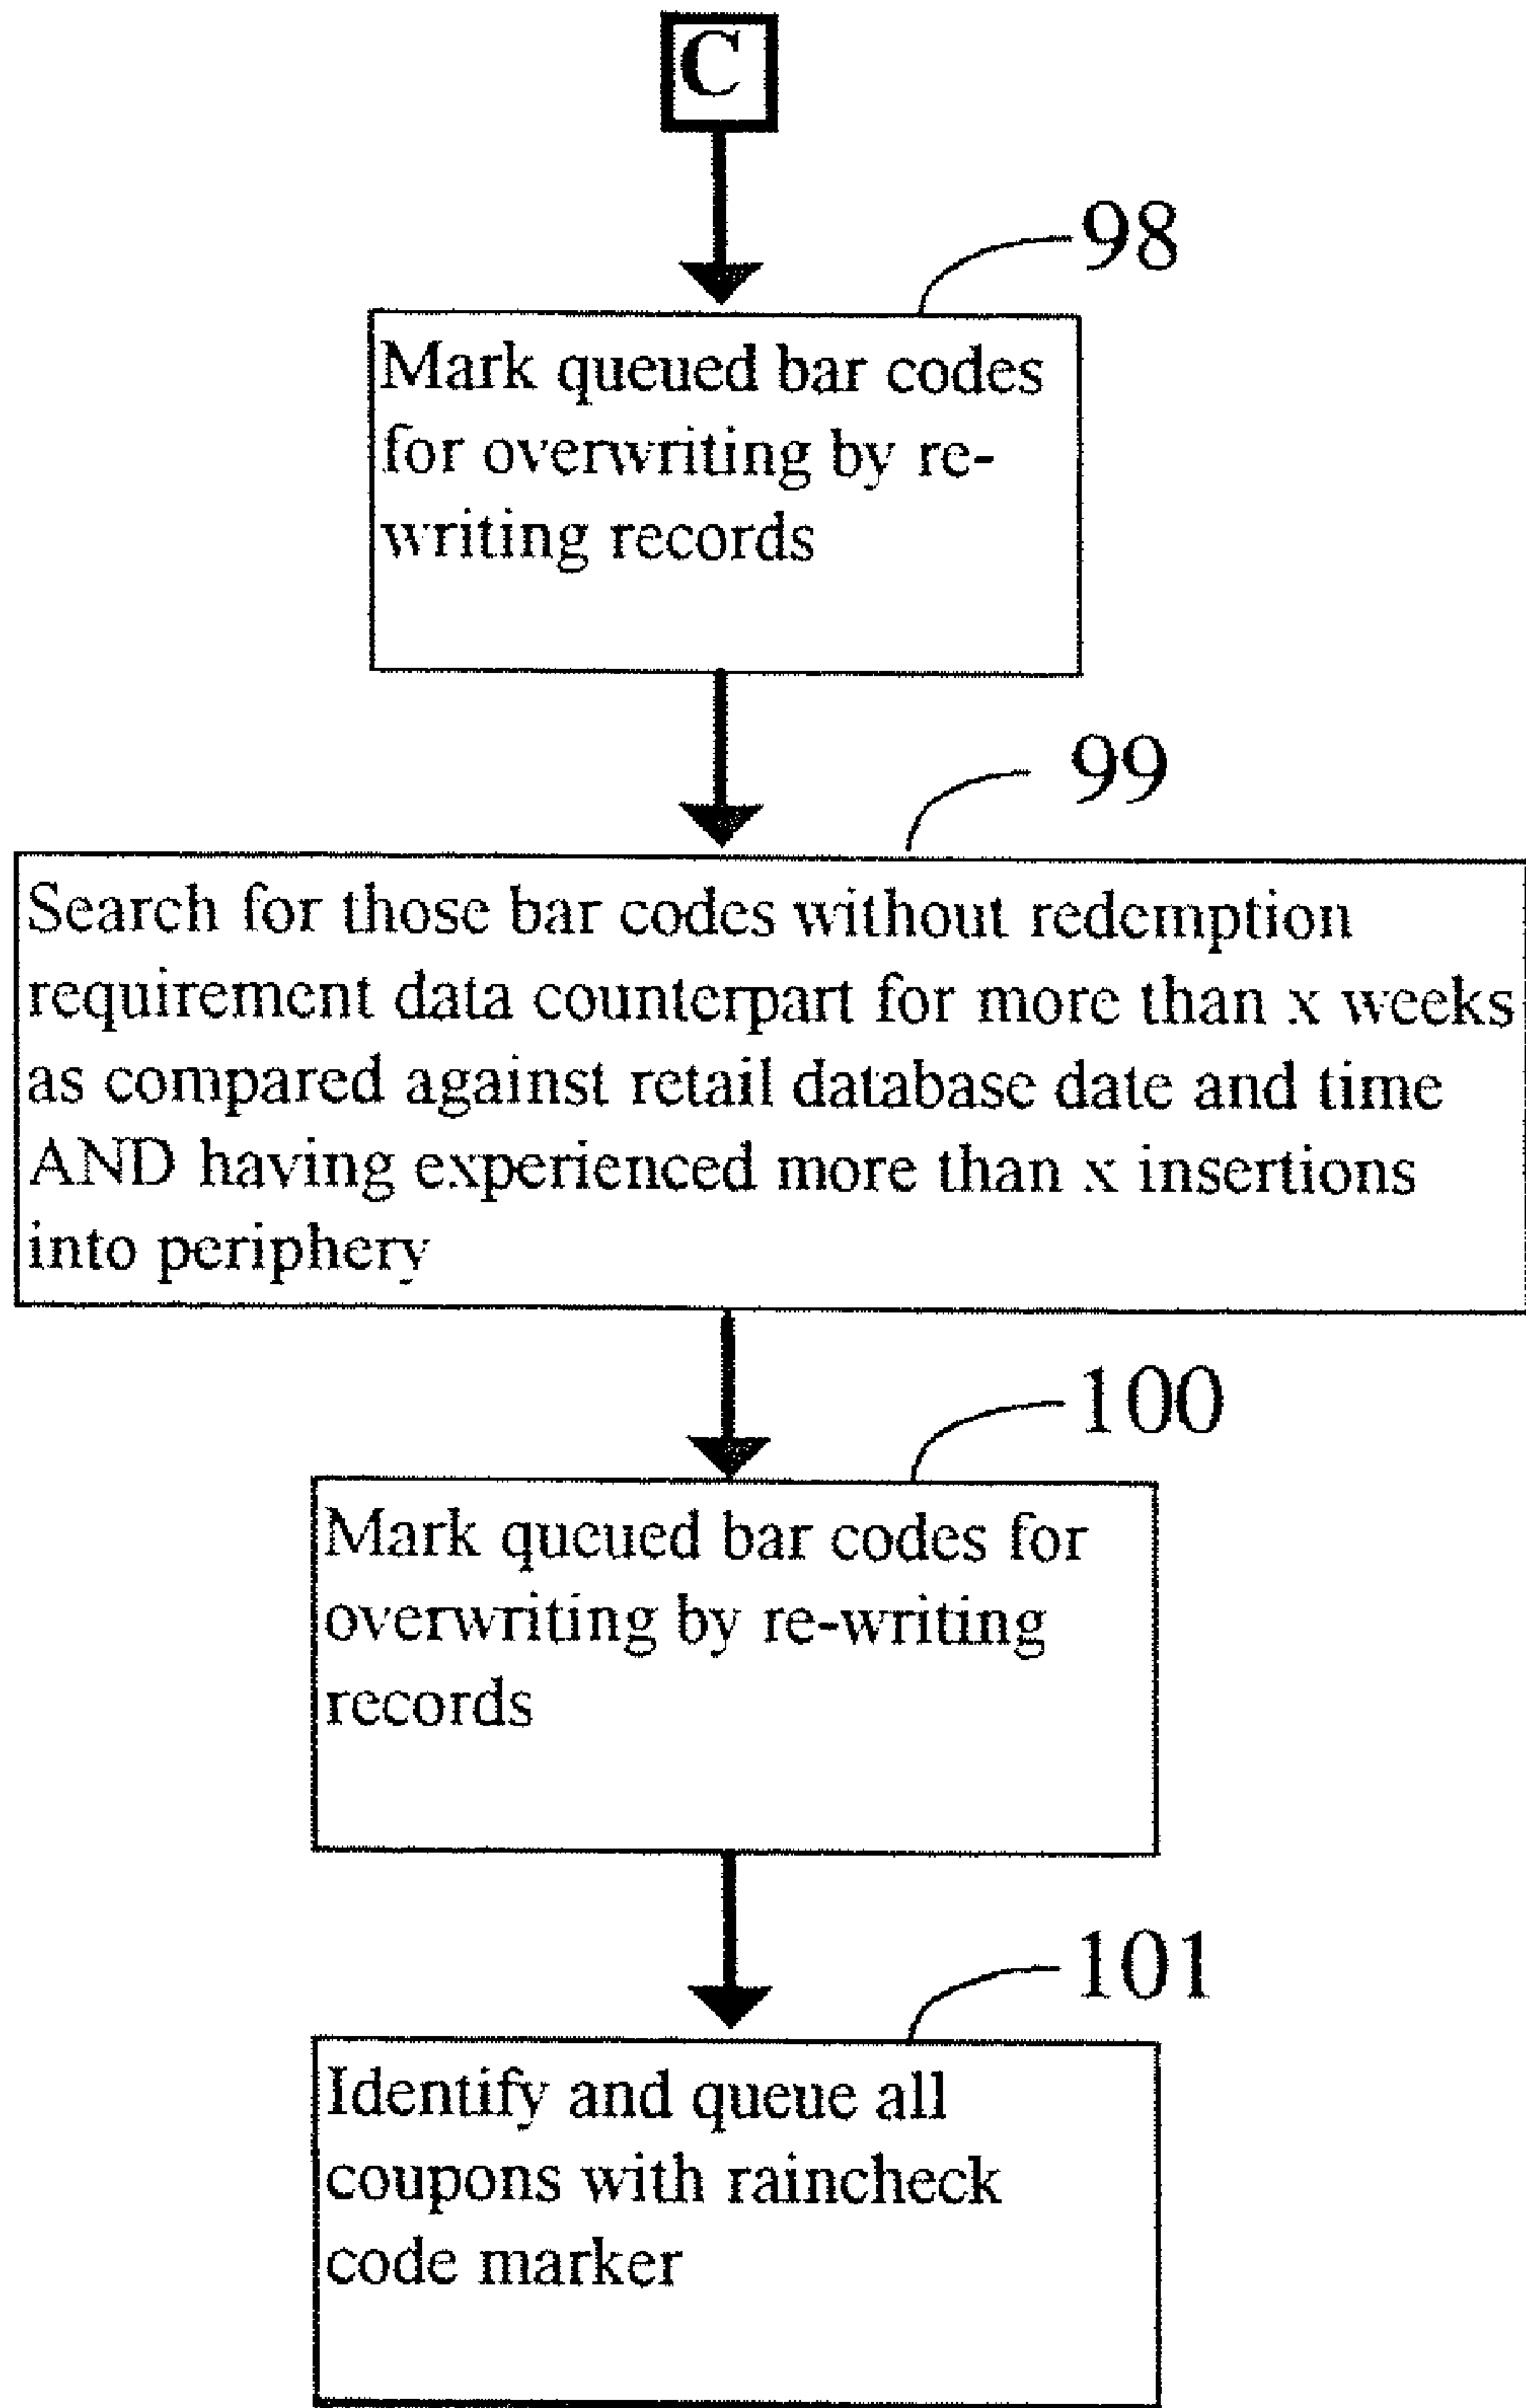 C
98
Mark queued bar codes
for overwriting by re-
writing records
99
Search for those bar codes without redemption
requirement data counterpart for more than x weeks
as compared against retail database date and time
AND having experienced more than x insertions
into periphery
100
Mark queued bar codes for
overwriting by re-writing
records
101
Identify and queue all
coupons with raincheck
code marker